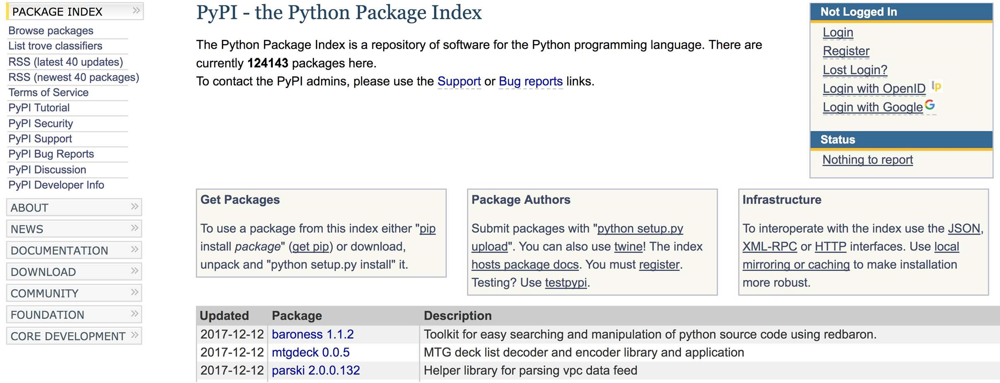 PACKAGE INDEX »
Browse packages
List trove classifiers
RSS (latest 40 updates)
RSS (newest 40 packages)
Terms of Service
PyPI Tutorial
PyPI Security
PyPI Support
PyPI Bug Reports
PyPI Discussion
PyPI Developer Info
ABOUT »
NEWS »
DOCUMENTATION »
DOWNLOAD »
COMMUNITY »
FOUNDATION »
CORE DEVELOPMENT »
PyPI - the Python Package Index
The Python Package Index is a repository of software for the Python programming language. There are
currently 124143 packages here.
To contact the PyPI admins, please use the Support or Bug reports links.
Not Logged In
Login
Register
Lost Login?
Login with OpenID lp
Login with Google G
Status
Nothing to report
Get Packages
To use a package from this index either "pip
install package" (get pip) or download,
unpack and "python setup.py install" it.
Package Authors
Submit packages with "python setup.py
upload". You can also use twine! The index
hosts package docs. You must register.
Testing? Use testpypi.
Infrastructure
To interoperate with the index use the JSON,
XML-RPC or HTTP interfaces. Use local
mirroring or caching to make installation
more robust.
Updated Package Description
2017-12-12 baroness 1.1.2 Toolkit for easy searching and manipulation of python source code using redbaron.
2017-12-12 mtgdeck 0.0.5 MTG deck list decoder and encoder library and application
2017-12-12 parski 2.0.0.132 Helper library for parsing vpc data feed